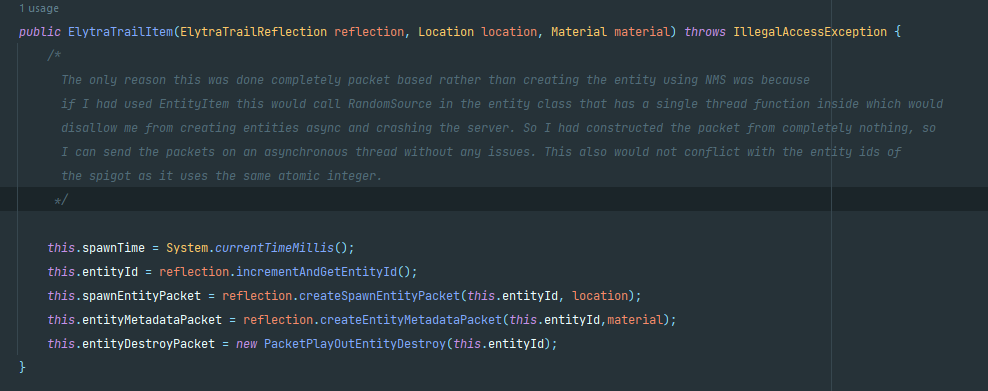 1 usage
public ElytraTrailItem(ElytraTrailReflection reflection, Location location, Material material) throws IllegalAccessException {
/*
The only reason this was done completely packet based rather than creating the entity using NMS was because
if I had used EntityItem this would call RandomSource in the entity class that has a single thread function inside which would
disallow me from creating entities async and crashing the server. So I had constructed the packet from completely nothing, so
I can send the packets on an asynchronous thread without any issues. This also would not conflict with the entity ids of
the spigot as it uses the same atomic integer.
*/
this.spawnTime = System.currentTimeMillis();
this.entityId = reflection.incrementAndGetEntityId();
this.spawnEntityPacket = reflection.createSpawnEntityPacket(this.entityId, location);
this.entityMetadataPacket = reflection.createEntityMetadataPacket(this.entityId,material);
this.entityDestroyPacket = new PacketPlayOutEntityDestroy(this.entityId);
}